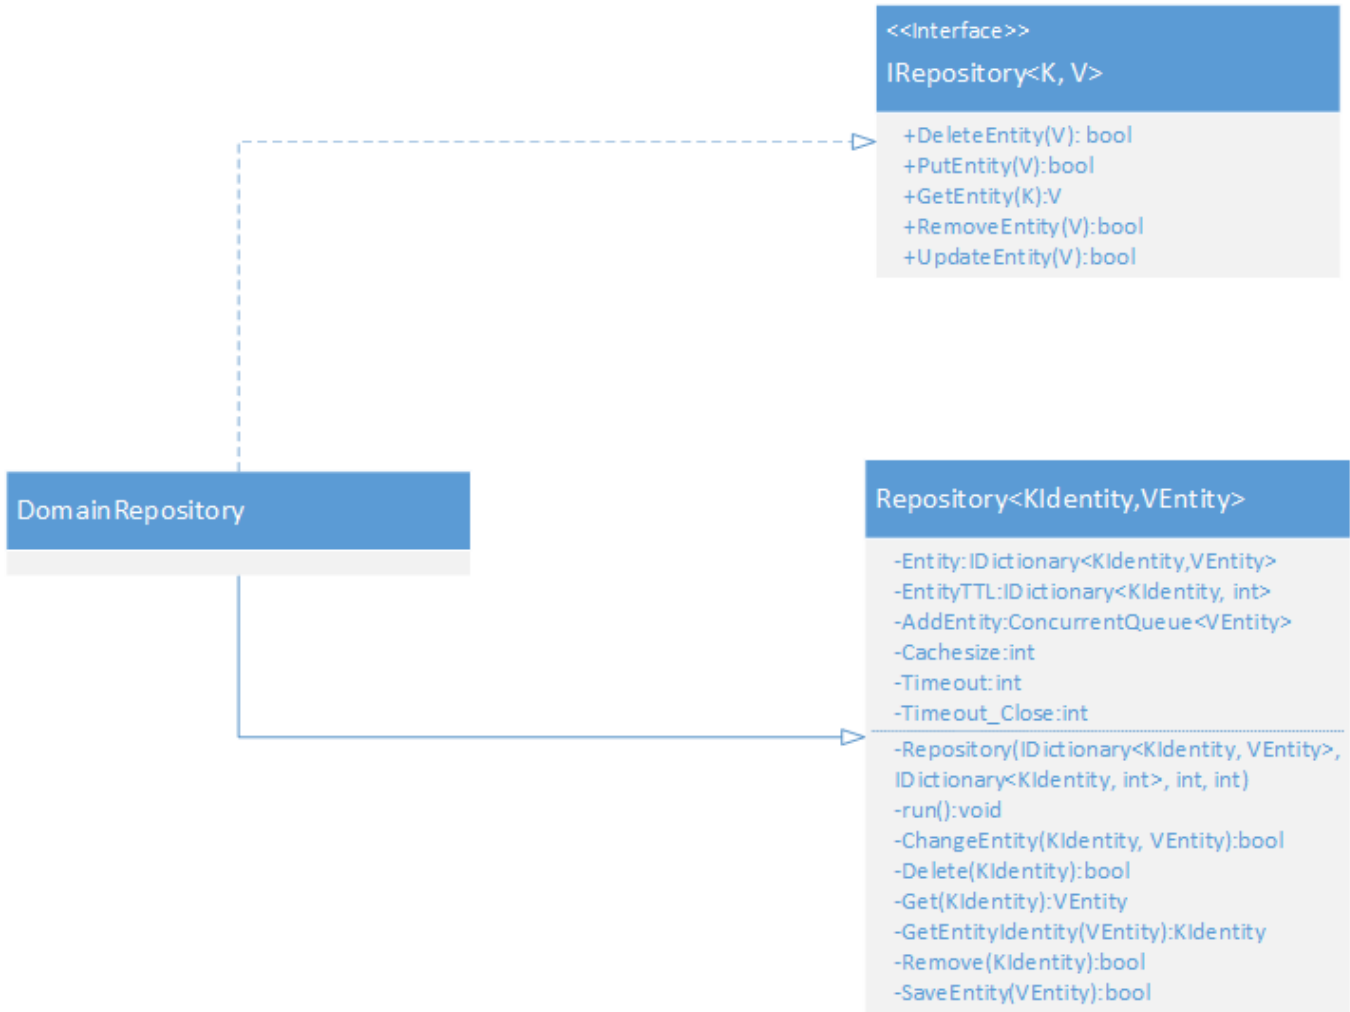 <<Interface>>
IRepository<K, V>
+DeleteEntity(V): bool
+PutEntity(V):bool
+GetEntity(K):V
+RemoveEntity(V):bool
+UpdateEntity(V):bool
DomainRepository
Repository<KIdentity,VEntity>
-Entity:IDictionary<KIdentity,VEntity>
-EntityTTL:IDictionary<KIdentity, int>
-AddEntity:ConcurrentQueue<VEntity>
-Cachesize:int
-Timeout:int
-Timeout_Close:int
-Repository(IDictionary<KIdentity, VEntity>,
IDictionary<KIdentity, int>, int, int)
-run():void
-ChangeEntity(KIdentity, VEntity):bool
-Delete(KIdentity):bool
-Get(KIdentity):VEntity
-GetEntityIdentity(VEntity):KIdentity
-Remove(KIdentity):bool
-SaveEntity(VEntity):bool